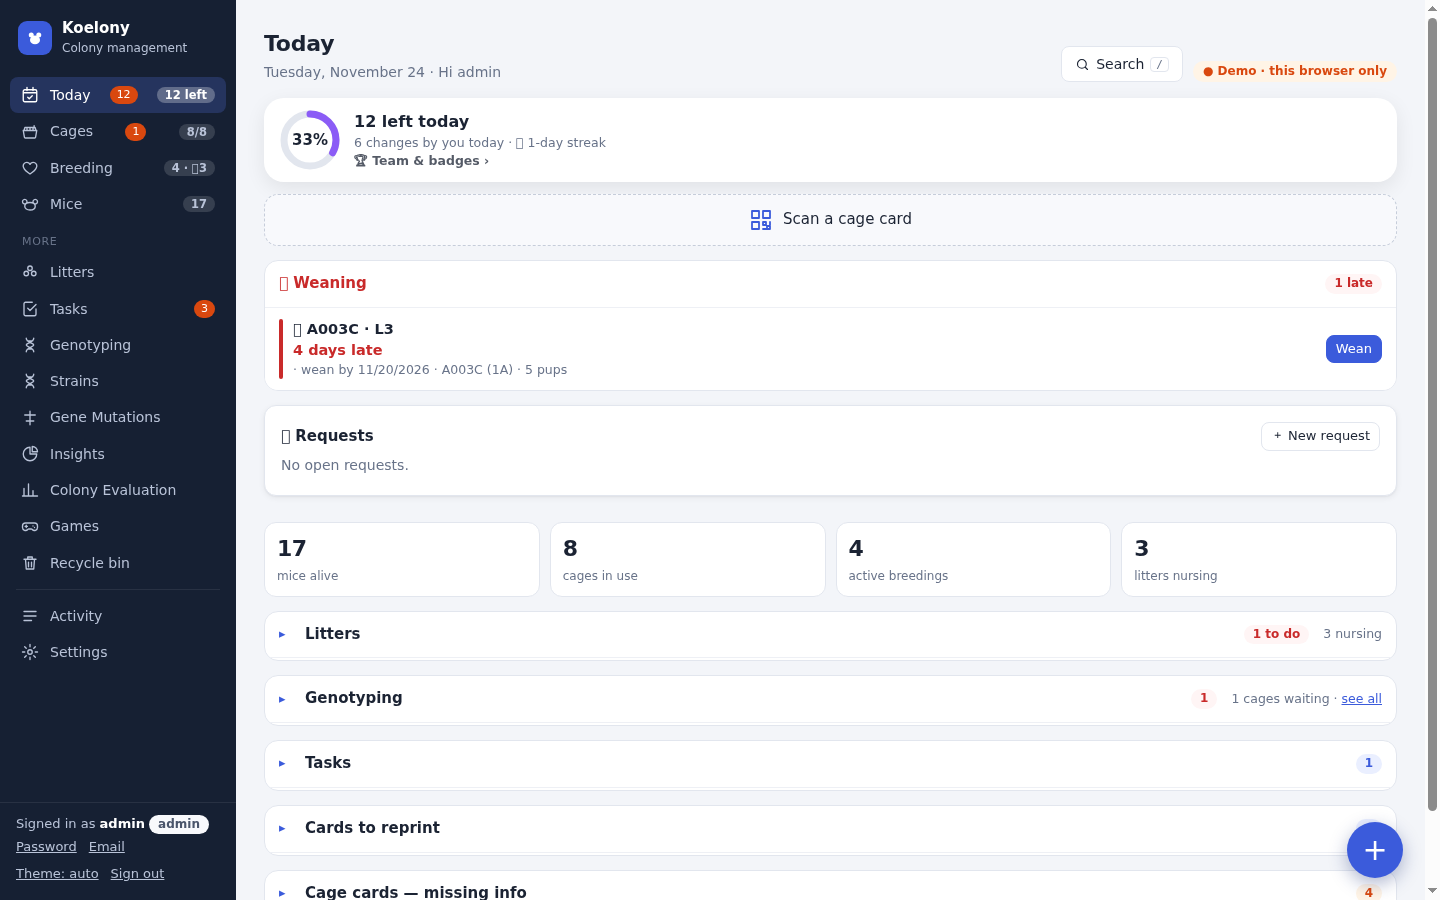 Koelony
Colony management
Today 12 12 left
Cages 1 8/8
Breeding 4 · 3
Mice 17
MORE
Litters
Tasks 3
Genotyping
Strains
Gene Mutations
Insights
Colony Evaluation
Games
Recycle bin
Activity
Settings
Signed in as admin admin
Password Email
Theme: auto Sign out
Today
Tuesday, November 24 · Hi admin
Search /
Demo · this browser only
33%
12 left today
6 changes by you today · 1-day streak
Team & badges ›
Scan a cage card
Weaning 1 late
A003C · L3
4 days late
· wean by 11/20/2026 · A003C (1A) · 5 pups
Wean
Requests
+ New request
No open requests.
17
mice alive
8
cages in use
4
active breedings
3
litters nursing
Litters 1 to do 3 nursing
Genotyping 1 1 cages waiting · see all
Tasks 1
Cards to reprint
Cage cards — missing info 4